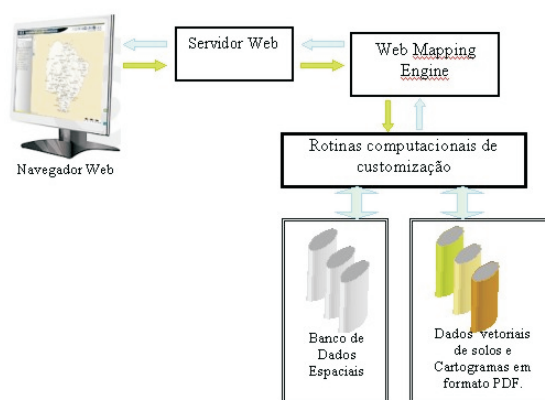 Servidor Web
Web Mapping
Engine
Navegador Web
Rotinas computacionais de
customização
Banco de
Dados
Espaciais
Dados vetoriais
de solos e
Cartogramas em
formato PDF.